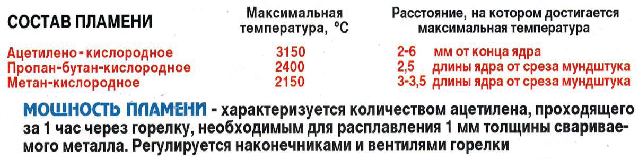 СОСТАВ ПЛАМЕНИ Максимальная температура, °С Расстояние, на котором достигается максимальная температура
Ацетилено-кислородное 3150 2-6 мм от конца ядра
Пропан-бутан-кислородное 2400 2,5 длины ядра от среза мундштука
Метан-кислородное 2150 3-3,5 длины ядра от среза мундштука
МОЩНОСТЬ ПЛАМЕНИ - характеризуется количеством ацетилена, проходящего
за 1 час через горелку, необходимым для расплавления 1 мм толщины сваривае-
мого металла. Регулируется наконечниками и вентилями горелки